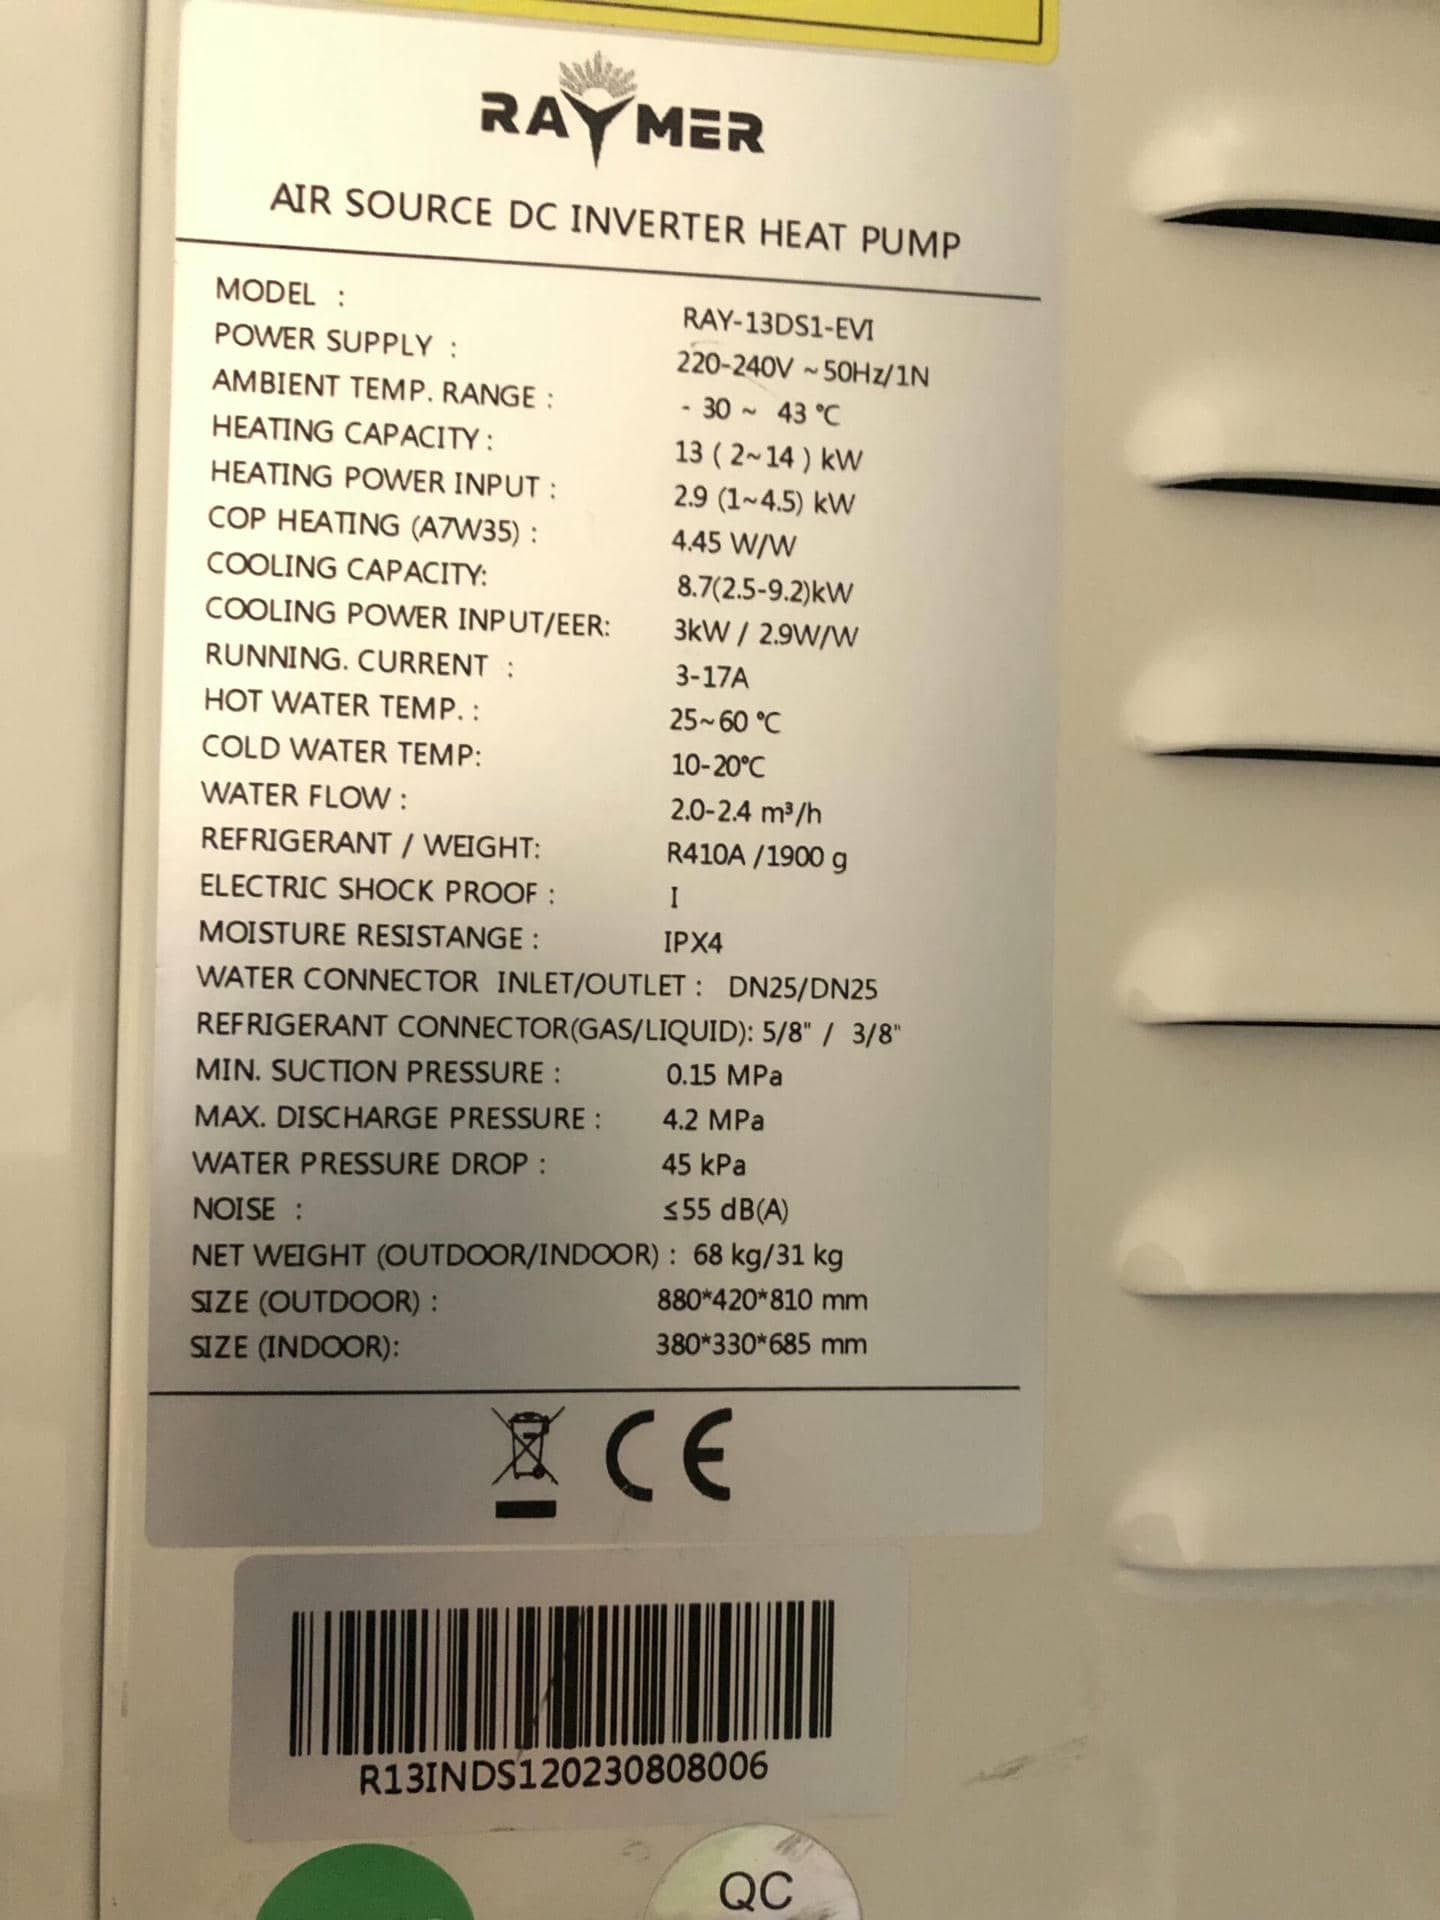 RAYMER
AIR SOURCE DC INVERTER HEAT PUMP
MODEL : RAY-13DS1-EVI
POWER SUPPLY : 220-240V ~ 50Hz/1N
AMBIENT TEMP. RANGE : - 30 ~ 43 ℃
HEATING CAPACITY : 13 ( 2~14 ) kW
HEATING POWER INPUT : 2.9 (1~4.5) kW
COP HEATING (A7W35) : 4.45 W/W
COOLING CAPACITY: 8.7(2.5-9.2)kW
COOLING POWER INPUT/EER: 3kW / 2.9W/W
RUNNING. CURRENT : 3-17A
HOT WATER TEMP. : 25~60 ℃
COLD WATER TEMP: 10-20℃
WATER FLOW : 2.0-2.4 m³/h
REFRIGERANT / WEIGHT: R410A /1900 g
ELECTRIC SHOCK PROOF : I
MOISTURE RESISTANGE : IPX4
WATER CONNECTOR INLET/OUTLET : DN25/DN25
REFRIGERANT CONNECTOR(GAS/LIQUID): 5/8" / 3/8"
MIN. SUCTION PRESSURE : 0.15 MPa
MAX. DISCHARGE PRESSURE : 4.2 MPa
WATER PRESSURE DROP : 45 kPa
NOISE : ≤55 dB(A)
NET WEIGHT (OUTDOOR/INDOOR) : 68 kg/31 kg
SIZE (OUTDOOR) : 880*420*810 mm
SIZE (INDOOR): 380*330*685 mm
CE
R13INDS120230808006
QC